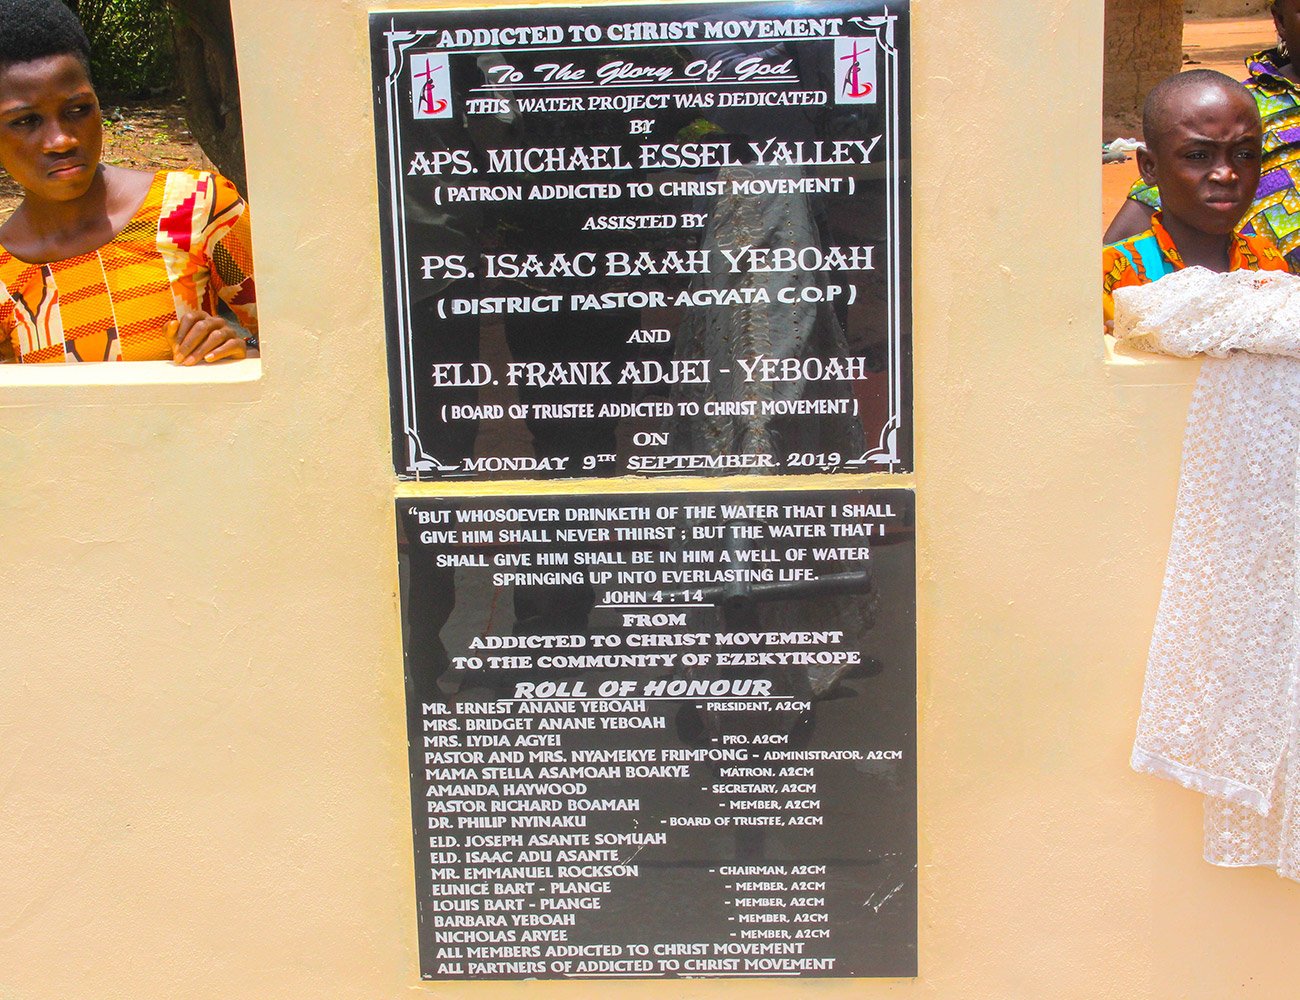 ADDICTED TO CHRIST MOVEMENT
To The Glory Of God
THIS WATER PROJECT WAS DEDICATED
BY
APS. MICHAEL ESSEL YALLEY
( PATRON ADDICTED TO CHRIST MOVEMENT )
ASSISTED BY
PS. ISAAC BAAH YEBOAH
( DISTRICT PASTOR-AGYATA C.O.P )
AND
ELD. FRANK ADJEI - YEBOAH
( BOARD OF TRUSTEE ADDICTED TO CHRIST MOVEMENT )
ON
MONDAY 9TH SEPTEMBER. 2019
“BUT WHOSOEVER DRINKETH OF THE WATER THAT I SHALL
GIVE HIM SHALL NEVER THIRST ; BUT THE WATER THAT I
SHALL GIVE HIM SHALL BE IN HIM A WELL OF WATER
SPRINGING UP INTO EVERLASTING LIFE.
JOHN 4 : 14
FROM
ADDICTED TO CHRIST MOVEMENT
TO THE COMMUNITY OF EZEKYIKOPE
ROLL OF HONOUR
MR. ERNEST ANANE YEBOAH - PRESIDENT, A2CM
MRS. BRIDGET ANANE YEBOAH
MRS. LYDIA AGYEI - PRO. A2CM
PASTOR AND MRS. NYAMEKYE FRIMPONG - ADMINISTRATOR. A2CM
MAMA STELLA ASAMOAH BOAKYE MATRON, A2CM
AMANDA HAYWOOD - SECRETARY, A2CM
PASTOR RICHARD BOAMAH - MEMBER, A2CM
DR. PHILIP NYINAKU - BOARD OF TRUSTEE, A2CM
ELD. JOSEPH ASANTE SOMUAH
ELD. ISAAC ADU ASANTE
MR. EMMANUEL ROCKSON - CHAIRMAN, A2CM
EUNICE BART - PLANGE - MEMBER, A2CM
LOUIS BART - PLANGE - MEMBER, A2CM
BARBARA YEBOAH - MEMBER, A2CM
NICHOLAS ARYEE - MEMBER, A2CM
ALL MEMBERS ADDICTED TO CHRIST MOVEMENT
ALL PARTNERS OF ADDICTED TO CHRIST MOVEMENT